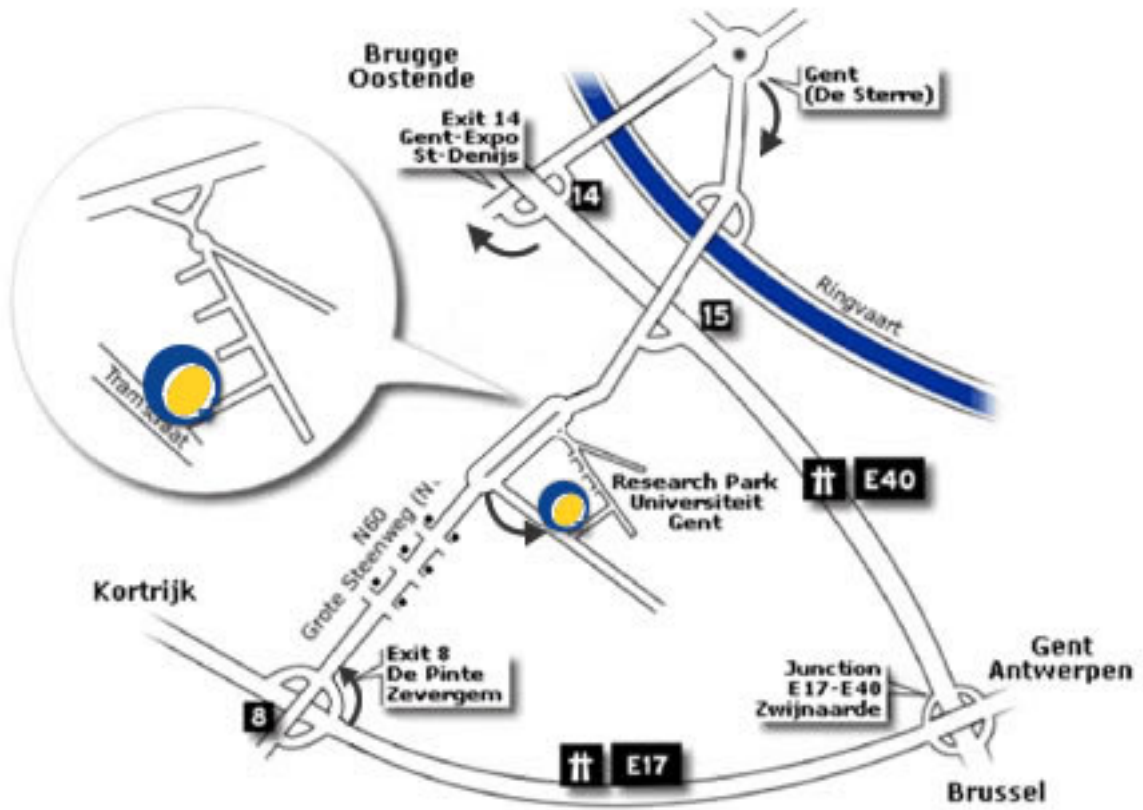 Brugge
Oostende
Gent
(De Sterre)
Exit 14
Gent-Expo
St-Denijs
14
Ringvaart
15
Tramstraat
E40
Research Park
Universiteit
Gent
N60
Grote Steenweg (N
Kortrijk
Exit 8
De Pinte
Zevergem
8
Junction
E17-E40
Zwijnaarde
Gent
Antwerpen
E17
Brussel